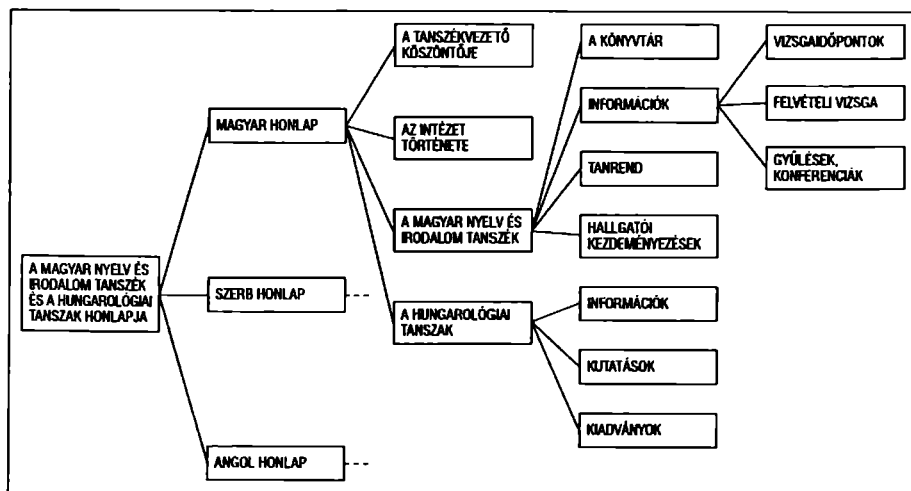 A TANSZÉKVEZETŐ
KÖSZÖNTŐJE
A KÖNYVTÁR
VIZSGAIDŐPONTOK
MAGYAR HONLAP
AZ INTÉZET
TÖRTÉNETE
INFORMÁCIÓK
FELVÉTELI VIZSGA
TANREND
GYŰLÉSEK,
KONFERENCIÁK
A MAGYAR NYELV ÉS
IRODALOM TANSZÉK
HALLGATÓI
KEZDEMÉNYEZÉSEK
A MAGYAR NYELV ÉS
IRODALOM TANSZÉK
ÉS A HUNGAROLÓGIAI
TANSZAK HONLAPJA
SZERB HONLAP
A HUNGAROLÓGIAI
TANSZAK
INFORMÁCIÓK
KUTATÁSOK
KIADVÁNYOK
ANGOL HONLAP